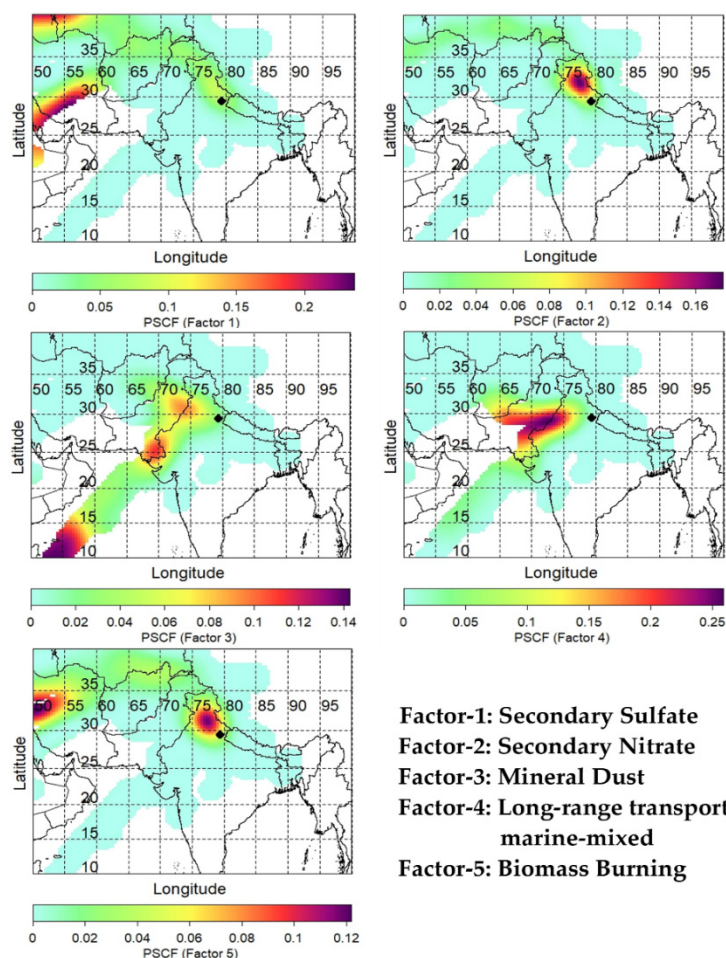 35
50 55 60 65 70 75 80 85 90 95
30
25
20
15
10
Latitude
Longitude
0 0.05 0.1 0.15 0.2
PSCF (Factor 1)
35
50 55 60 65 70 75 80 85 90 95
30
25
20
15
10
Latitude
Longitude
0 0.02 0.04 0.06 0.08 0.1 0.12 0.14 0.16
PSCF (Factor 2)
35
50 55 60 65 70 75 80 85 90 95
30
25
20
15
10
Latitude
Longitude
0 0.02 0.04 0.06 0.08 0.1 0.12 0.14
PSCF (Factor 3)
35
50 55 60 65 70 75 80 85 90 95
30
25
20
15
10
Latitude
Longitude
0 0.05 0.1 0.15 0.2 0.25
PSCF (Factor 4)
35
50 55 60 65 70 75 80 85 90 95
30
25
20
15
10
Latitude
Longitude
0 0.02 0.04 0.06 0.08 0.1 0.12
PSCF (Factor 5)
Factor-1: Secondary Sulfate
Factor-2: Secondary Nitrate
Factor-3: Mineral Dust
Factor-4: Long-range transport
marine-mixed
Factor-5: Biomass Burning